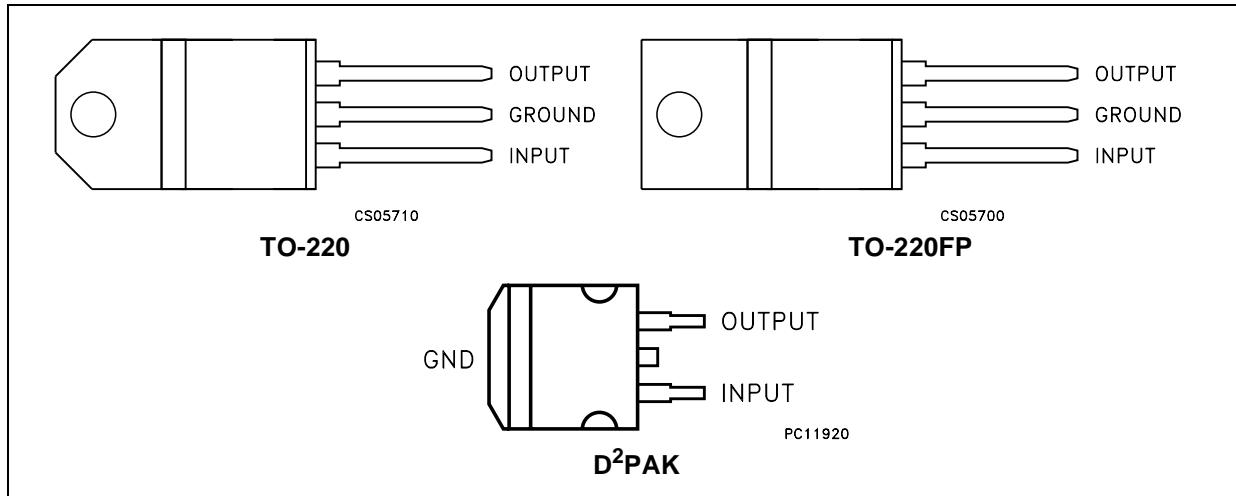 OUTPUT
GROUND
INPUT
CS05710
TO-220
OUTPUT
GROUND
INPUT
CS05700
TO-220FP
GND
OUTPUT
INPUT
PC11920
D²PAK